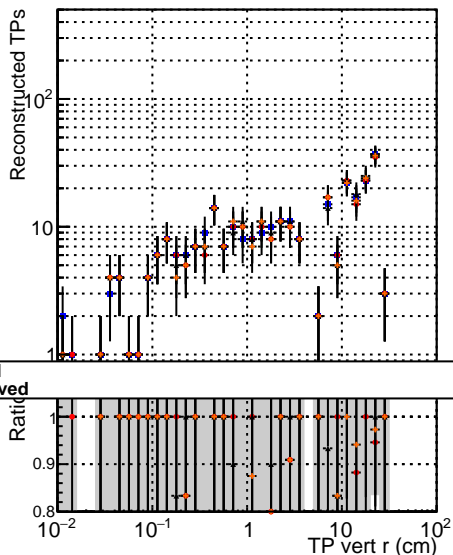 Reconstructed TPs
10²
10
1
ved
Ratio
1
0.9
0.8
10⁻²
10⁻¹
1
10
10²
TP vert r (cm)